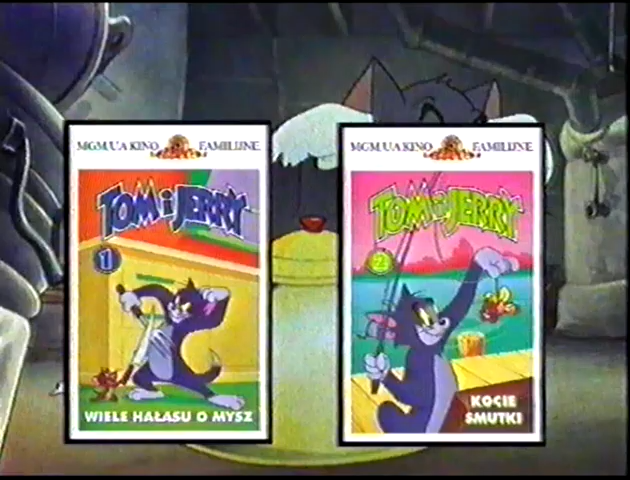 MGM/UA KINO FAMILIJNE
TOM i JERRY
1
WIELE HAŁASU O MYSZ
MGM/UA KINO FAMILIJNE
TOM i JERRY
2
KOCIE
SMUTKI